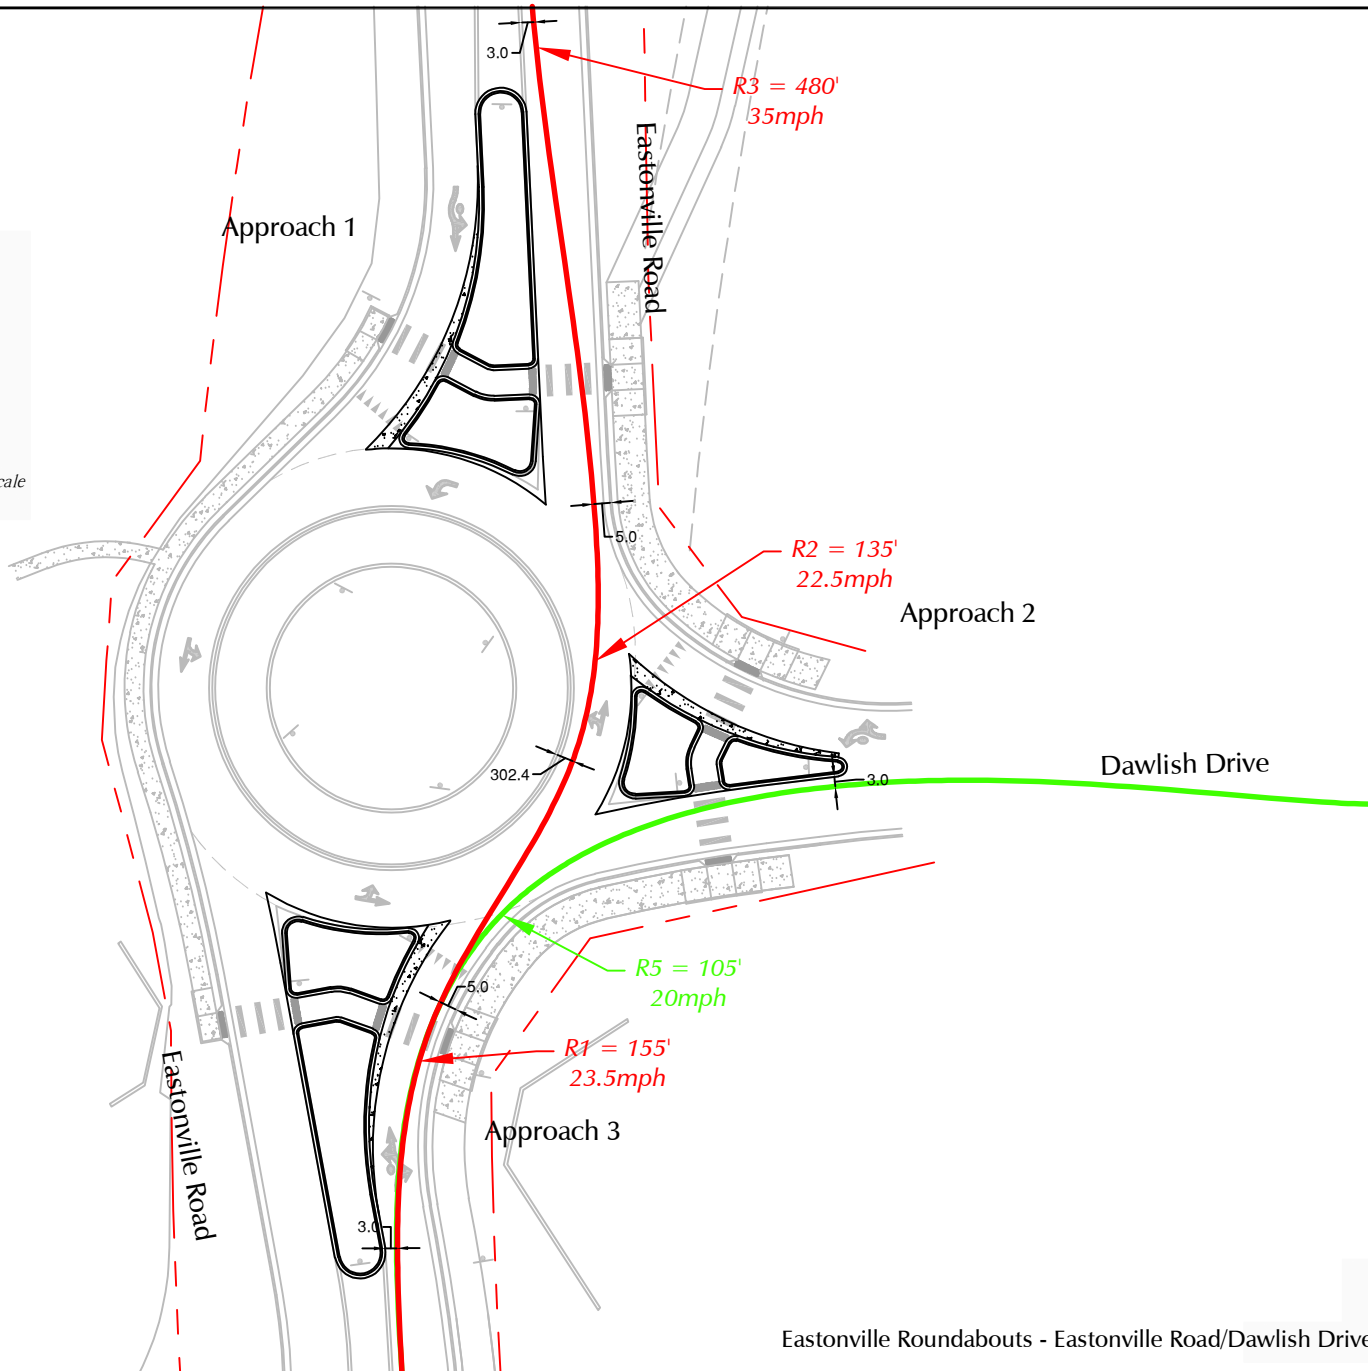 3.0
R3 = 480'
35mph
Eastonville Road
Approach 1
cale
5.0
R2 = 135'
22.5mph
Approach 2
302.4
Dawlish Drive
3.0
R5 = 105'
20mph
5.0
R1 = 155'
23.5mph
Eastonville Road
Approach 3
3.0
Eastonville Roundabouts - Eastonville Road/Dawlish Drive